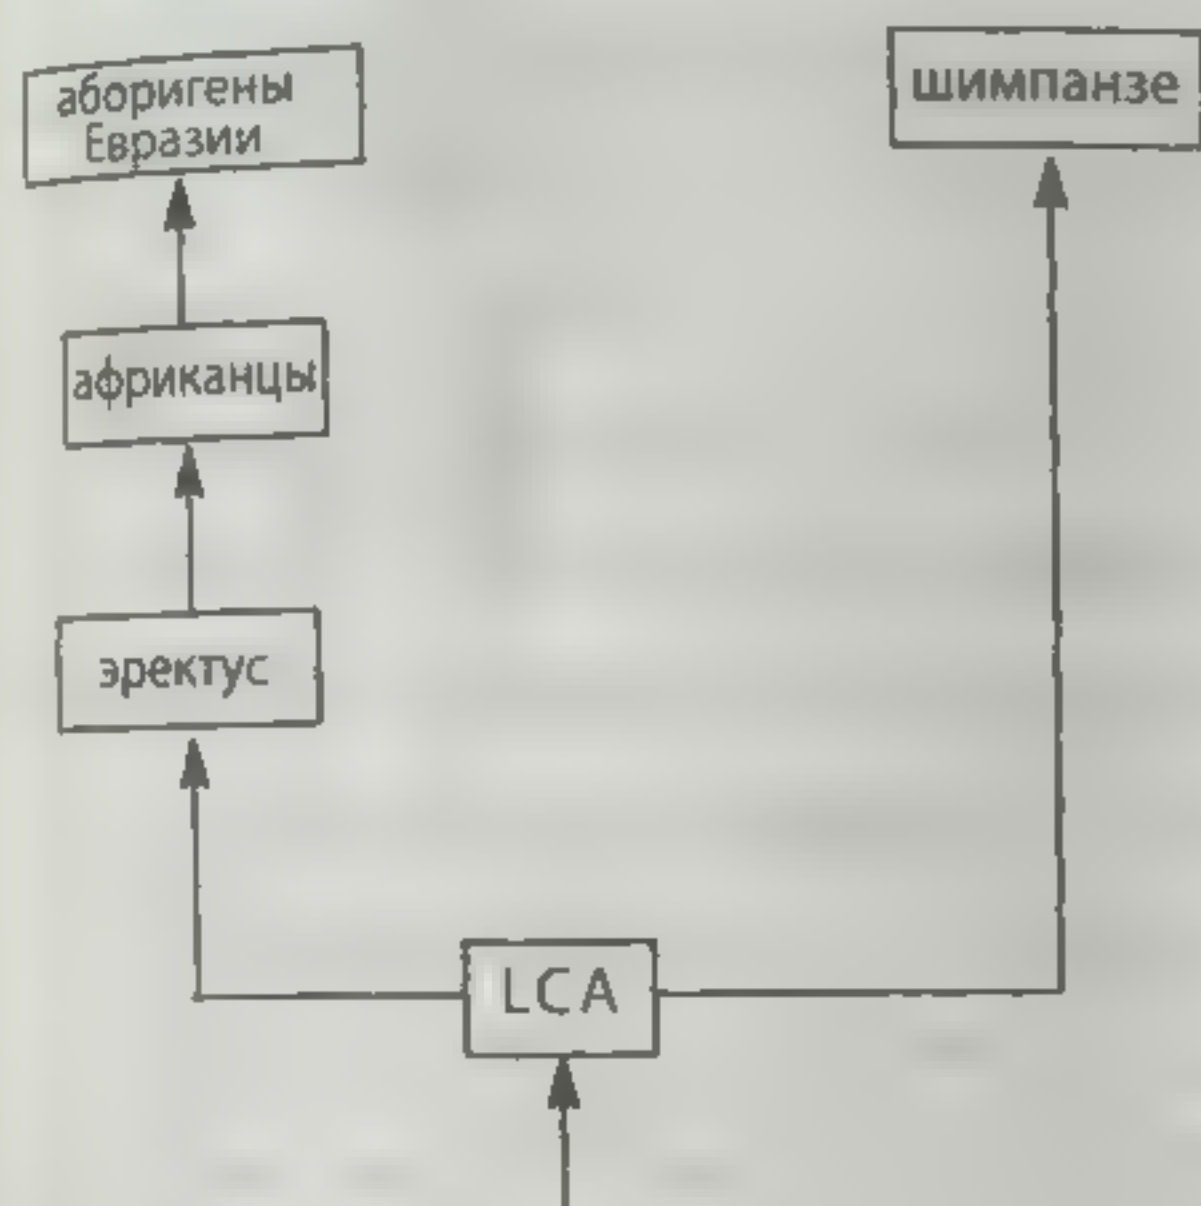 аборигены
Евразии
шимпанзе
африканцы
эректус
LCA